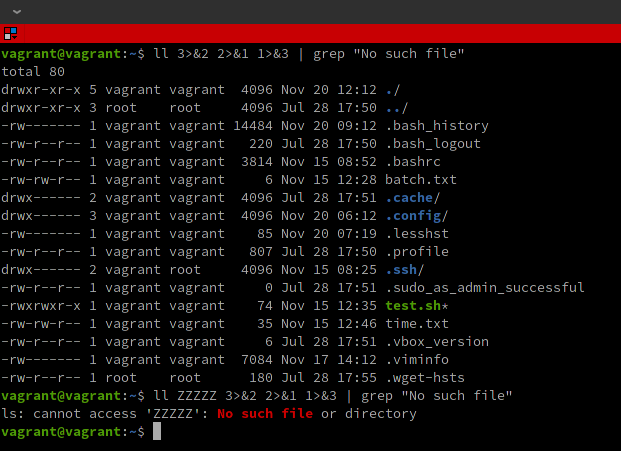 vagrant@vagrant:~$ ll 3>&2 2>&1 1>&3 | grep "No such file"
total 80
drwxr-xr-x 5 vagrant vagrant  4096 Nov 20 12:12 ./
drwxr-xr-x 3 root    root     4096 Jul 28 17:50 ../
-rw------- 1 vagrant vagrant 14484 Nov 20 09:12 .bash_history
-rw-r--r-- 1 vagrant vagrant   220 Jul 28 17:50 .bash_logout
-rw-r--r-- 1 vagrant vagrant  3814 Nov 15 08:52 .bashrc
-rw-rw-r-- 1 vagrant vagrant     6 Nov 15 12:28 batch.txt
drwx------ 2 vagrant vagrant  4096 Jul 28 17:51 .cache/
drwx------ 3 vagrant vagrant  4096 Nov 20 06:12 .config/
-rw------- 1 vagrant vagrant    85 Nov 20 07:19 .lesshst
-rw-r--r-- 1 vagrant vagrant   807 Jul 28 17:50 .profile
drwx------ 2 vagrant root     4096 Nov 15 08:25 .ssh/
-rw-r--r-- 1 vagrant vagrant     0 Jul 28 17:51 .sudo_as_admin_successful
-rwxrwxr-x 1 vagrant vagrant    74 Nov 15 12:35 test.sh*
-rw-rw-r-- 1 vagrant vagrant    35 Nov 15 12:46 time.txt
-rw-r--r-- 1 vagrant vagrant     6 Jul 28 17:51 .vbox_version
-rw------- 1 vagrant vagrant  7084 Nov 17 14:12 .viminfo
-rw-r--r-- 1 root    root      180 Jul 28 17:55 .wget-hsts
vagrant@vagrant:~$ ll ZZZZZ 3>&2 2>&1 1>&3 | grep "No such file"
ls: cannot access 'ZZZZZ': No such file or directory
vagrant@vagrant:~$